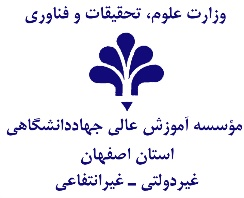 وزارت علوم، تحقیقات و فناوری
مؤسسه آموزش عالی جهاددانشگاهی
استان اصفهان
غیردولتی ـ غیرانتفاعی